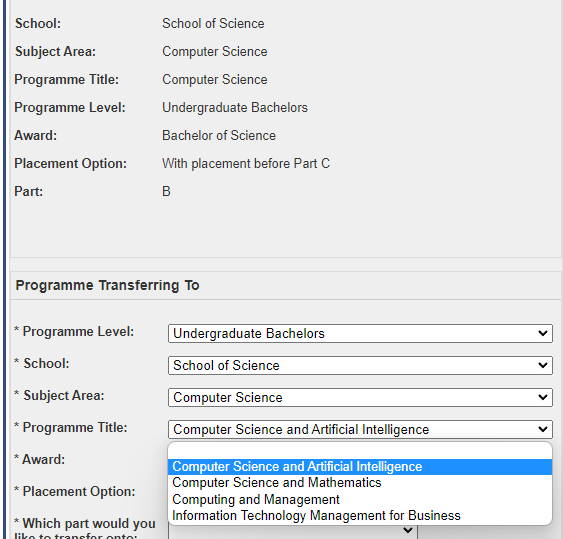 School: School of Science
Subject Area: Computer Science
Programme Title: Computer Science
Programme Level: Undergraduate Bachelors
Award: Bachelor of Science
Placement Option: With placement before Part C
Part: B
Programme Transferring To
* Programme Level: Undergraduate Bachelors
* School: School of Science
* Subject Area: Computer Science
* Programme Title: Computer Science and Artificial Intelligence
* Award:
Computer Science and Artificial Intelligence
Computer Science and Mathematics
* Placement Option:
Computing and Management
Information Technology Management for Business
* Which part would you
like to transfer onto: